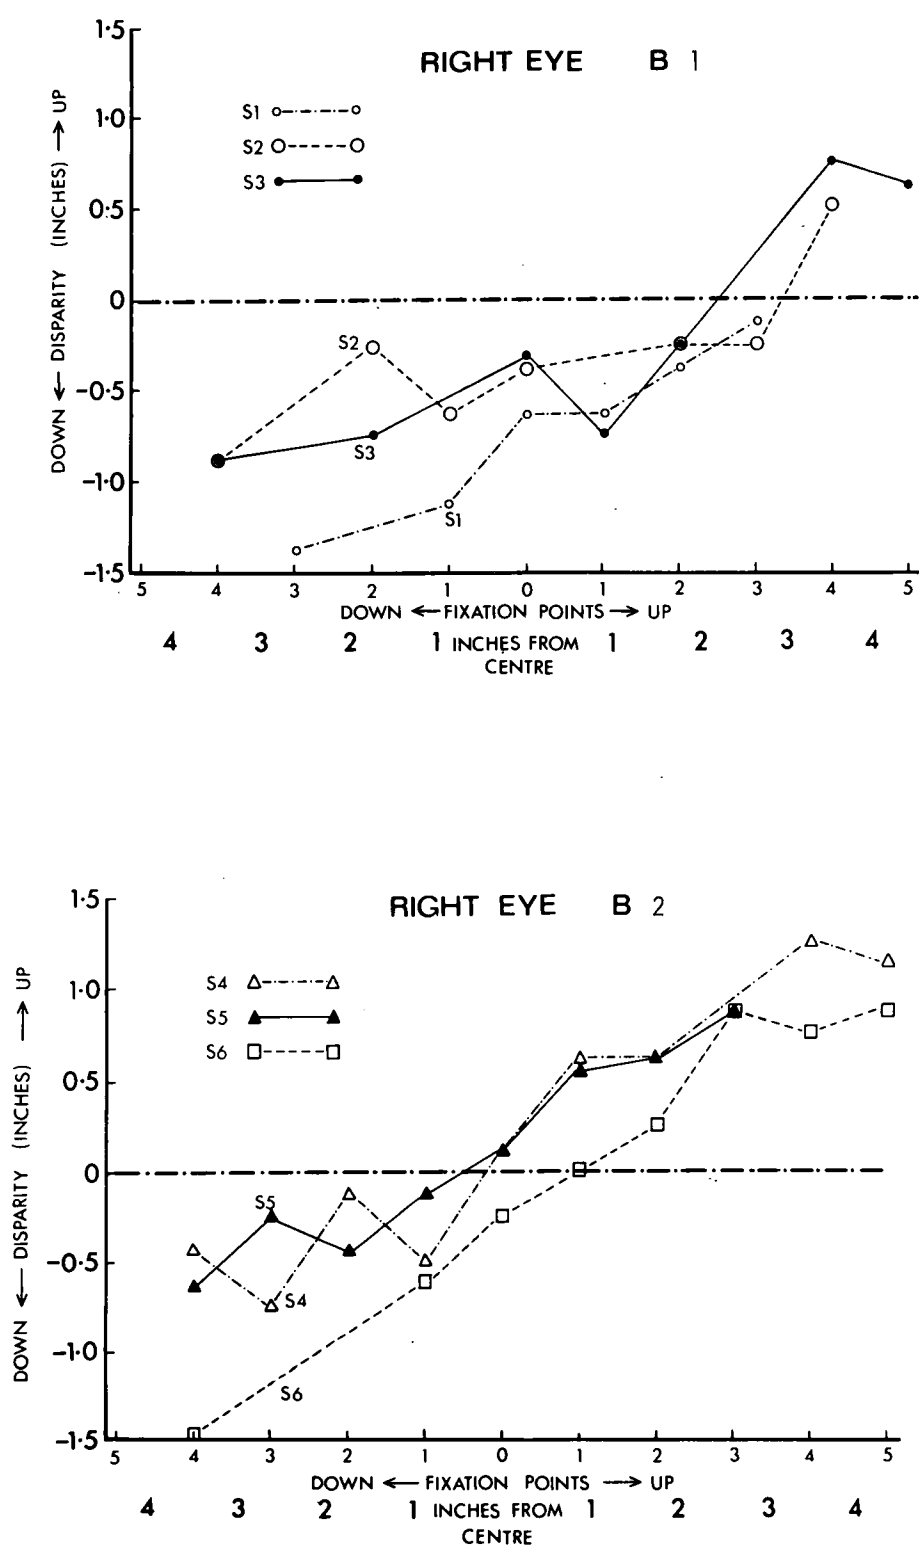 RIGHT EYE B 1
1·5
1·0
0·5
0
-0·5
-1·0
-1·5
DOWN ← DISPARITY (INCHES) → UP
S1
S2
S3
S2
S3
S1
5 4 3 2 1 0 1 2 3 4 5
DOWN ← FIXATION POINTS → UP
4 3 2 1 INCHES FROM 1 2 3 4
CENTRE
RIGHT EYE B 2
1·5
1·0
0·5
0
-0·5
-1·0
-1·5
DOWN ← DISPARITY (INCHES) → UP
S4
S5
S6
S5
S4
S6
5 4 3 2 1 0 1 2 3 4 5
DOWN ← FIXATION POINTS → UP
4 3 2 1 INCHES FROM 1 2 3 4
CENTRE